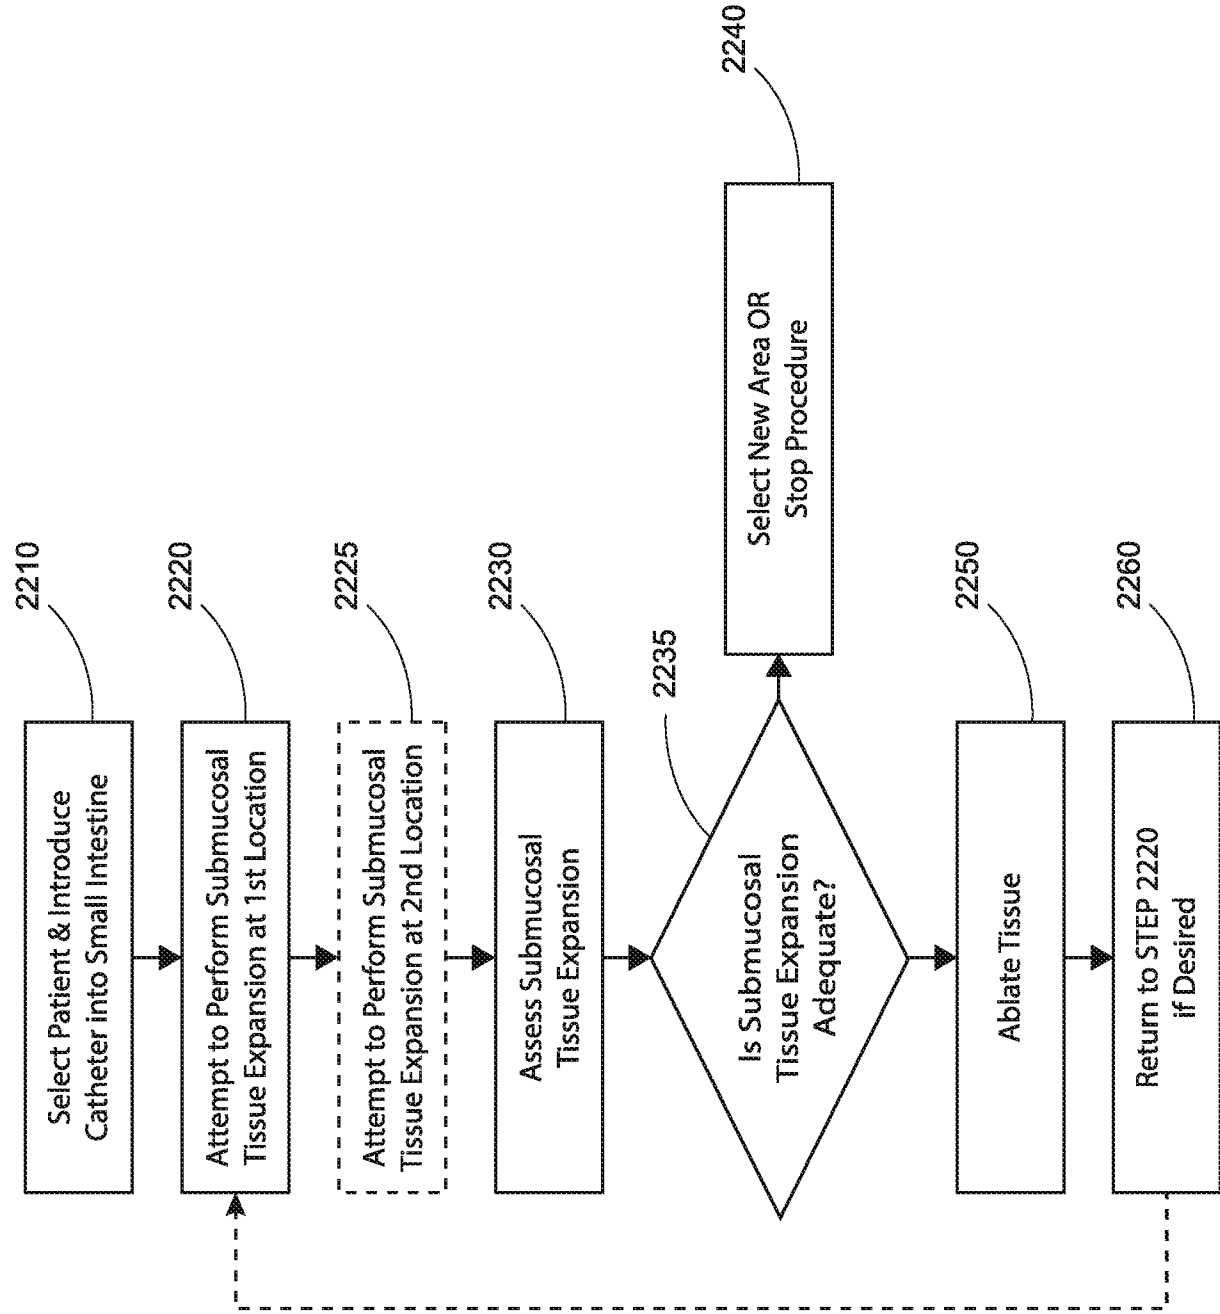 2210
Select Patient & Introduce
Catheter into Small Intestine
2220
Attempt to Perform Submucosal
Tissue Expansion at 1st Location
2225
Attempt to Perform Submucosal
Tissue Expansion at 2nd Location
2230
Assess Submucosal
Tissue Expansion
2235
Is Submucosal
Tissue Expansion
Adequate?
2240
Select New Area OR
Stop Procedure
2250
Ablate Tissue
2260
Return to STEP 2220
if Desired